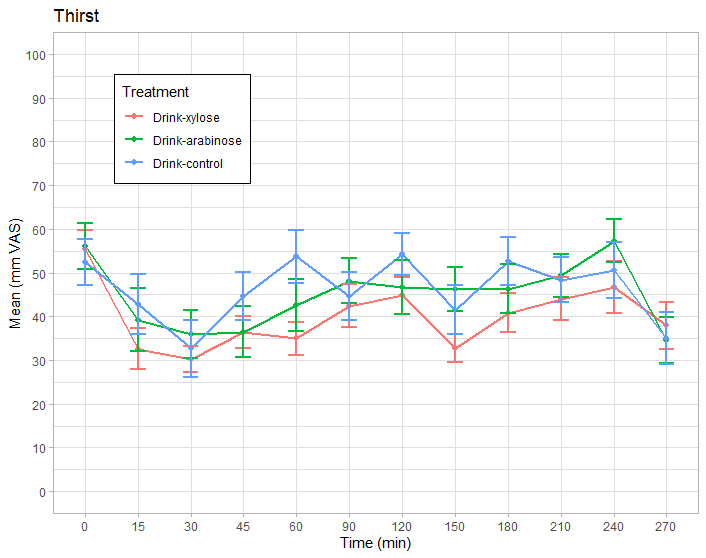 Thirst
100
90
80
70
60
50
40
30
20
10
0
Mean (mm VAS)
Treatment
Drink-xylose
Drink-arabinose
Drink-control
0 15 30 45 60 90 120 150 180 210 240 270
Time (min)